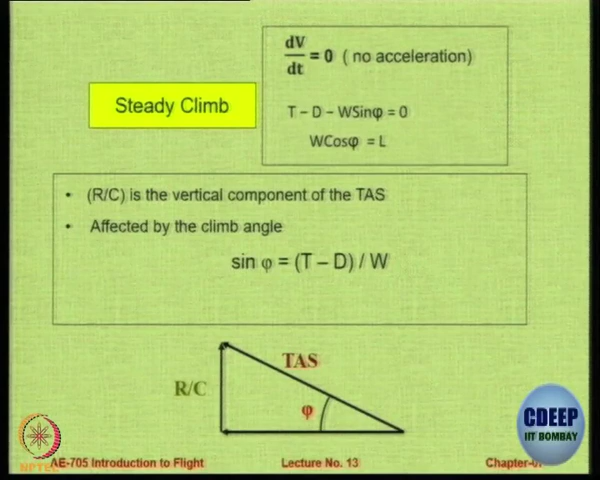 dV
dt
= 0 ( no acceleration)
Steady Climb
T – D – WSinφ = 0
WCosφ = L
• (R/C) is the vertical component of the TAS
• Affected by the climb angle
sin φ = (T – D) / W
TAS
R/C
φ
CDEEP
IIT BOMBAY
NPTEL
AE-705 Introduction to Flight
Lecture No. 13